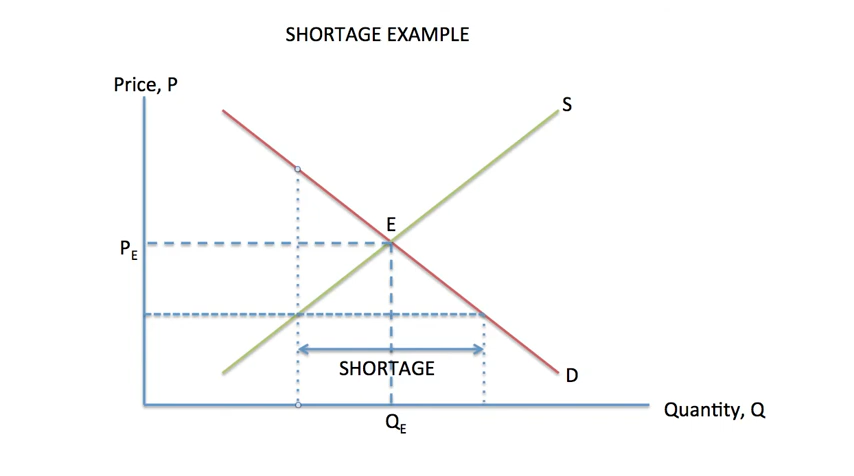 SHORTAGE EXAMPLE
Price, P
S
E
PE
SHORTAGE
D
QE
Quantity, Q